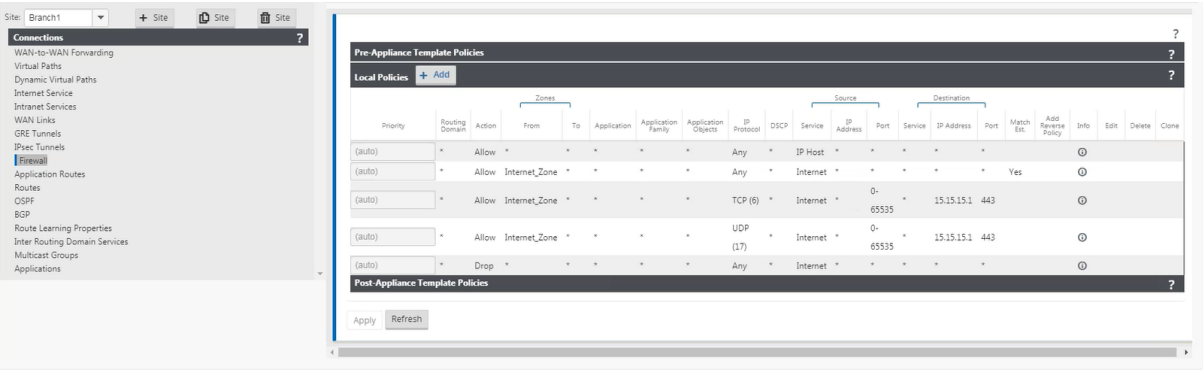 Site: Branch1 + Site Site Site
Connections ?
WAN-to-WAN Forwarding
Virtual Paths
Dynamic Virtual Paths
Internet Service
Intranet Services
WAN Links
GRE Tunnels
IPsec Tunnels
Firewall
Application Routes
Routes
OSPF
BGP
Route Learning Properties
Inter Routing Domain Services
Multicast Groups
Applications
?
Pre-Appliance Template Policies ?
Local Policies + Add ?
Zones Source Destination
Priority Routing Domain Action From To Application Application Family Application Objects IP Protocol DSCP Service IP Address Port Service IP Address Port Match Est. Add Reverse Policy Info Edit Delete Clone
(auto) * Allow * * * * * Any * IP Host * * * * *
(auto) * Allow Internet_Zone * * * * Any * Internet * * * * * Yes
(auto) * Allow Internet_Zone * * * * TCP (6) * Internet * 0-65535 * 15.15.15.1 443
(auto) * Allow Internet_Zone * * * * UDP (17) * Internet * 0-65535 * 15.15.15.1 443
(auto) * Drop * * * * * Any * Internet * * * * *
Post-Appliance Template Policies ?
Apply Refresh